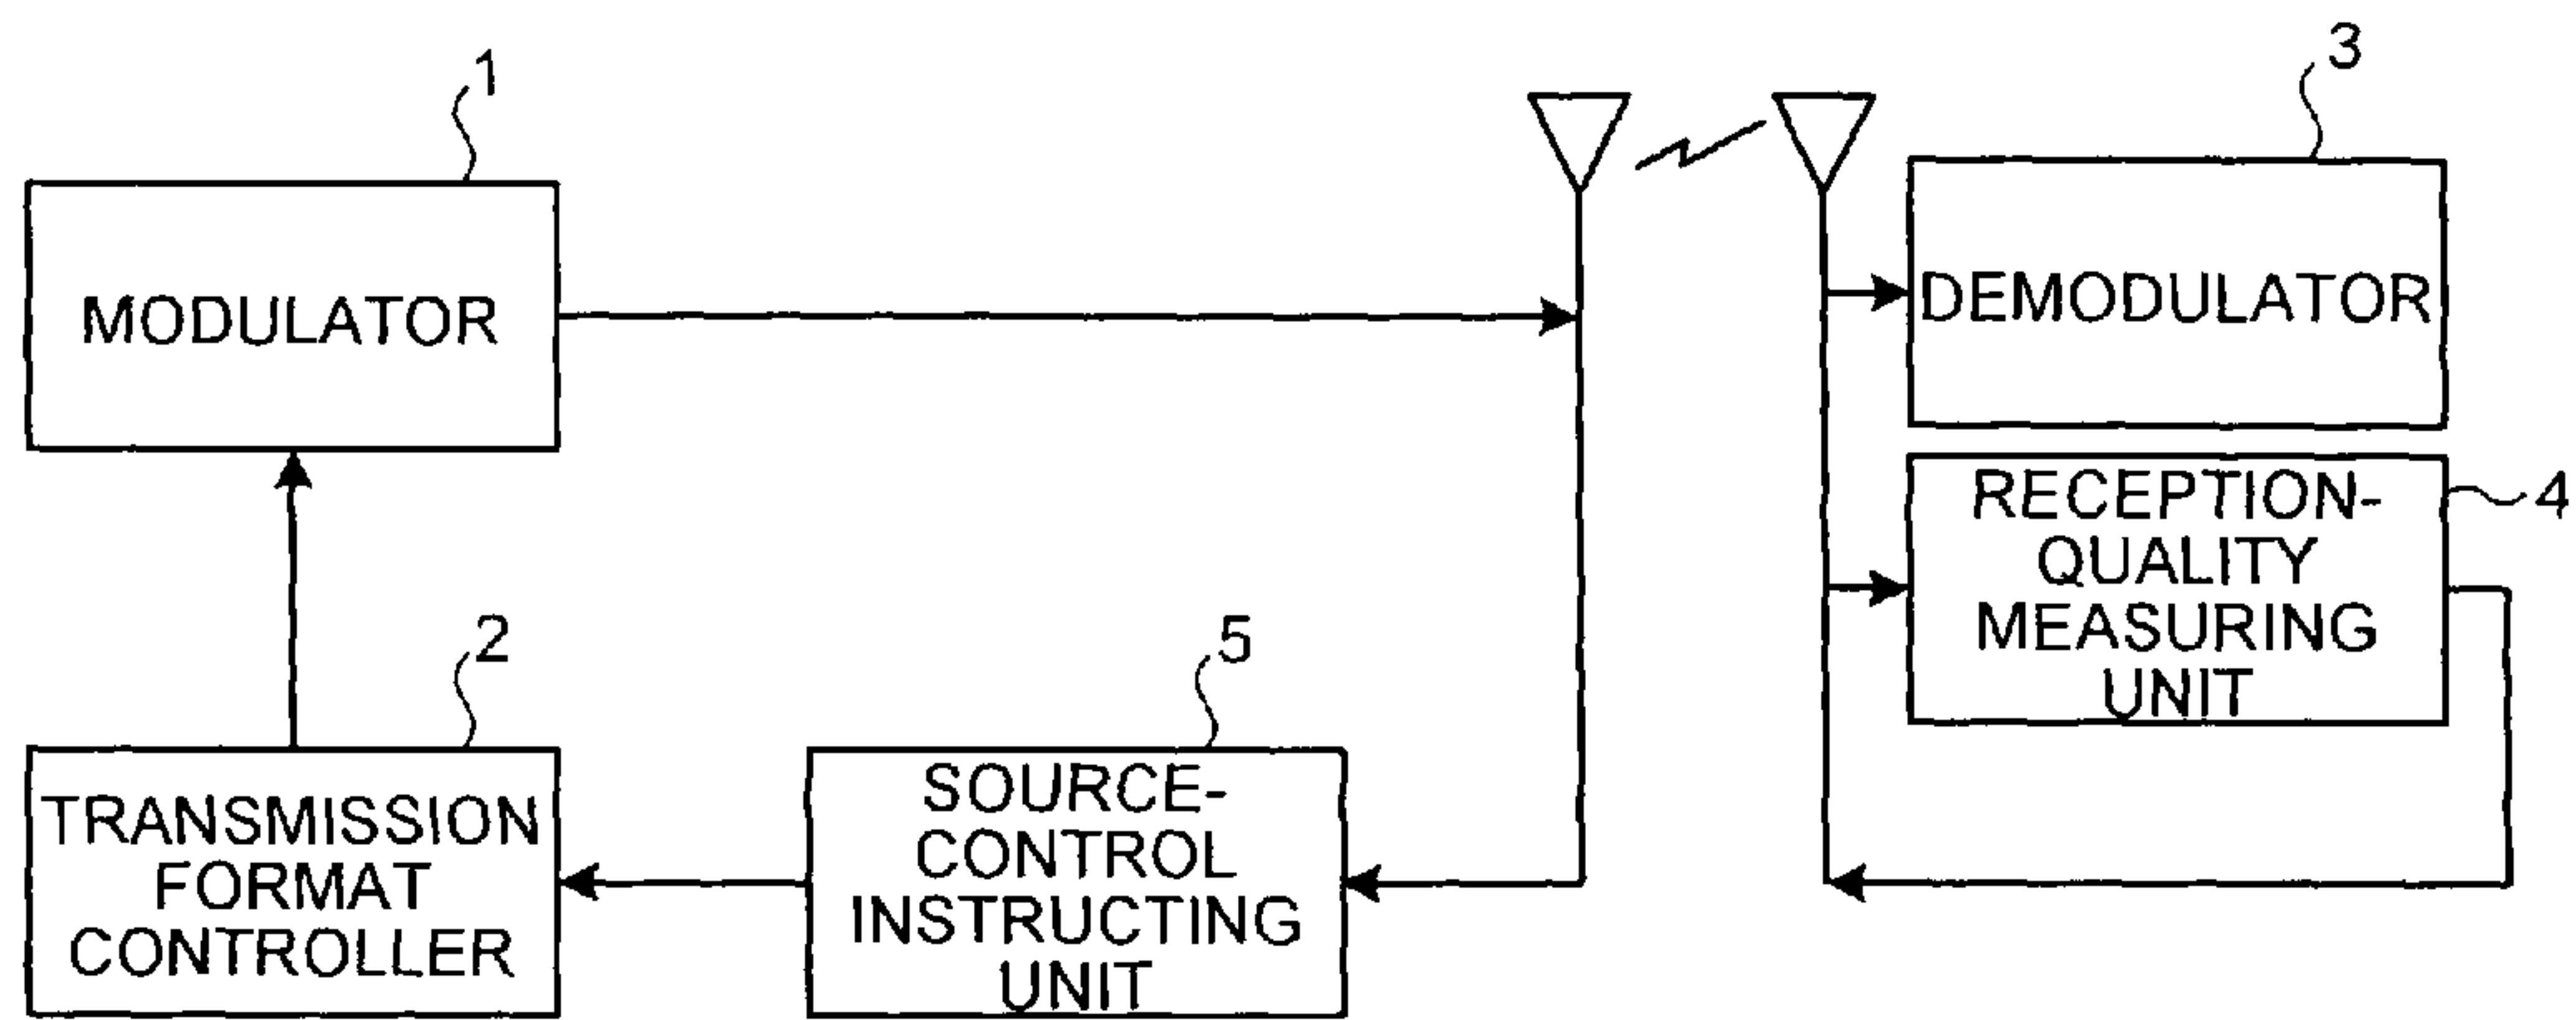 1
MODULATOR
3
DEMODULATOR
RECEPTION-
QUALITY
MEASURING
UNIT
4
2
TRANSMISSION
FORMAT
CONTROLLER
5
SOURCE-
CONTROL
INSTRUCTING
UNIT